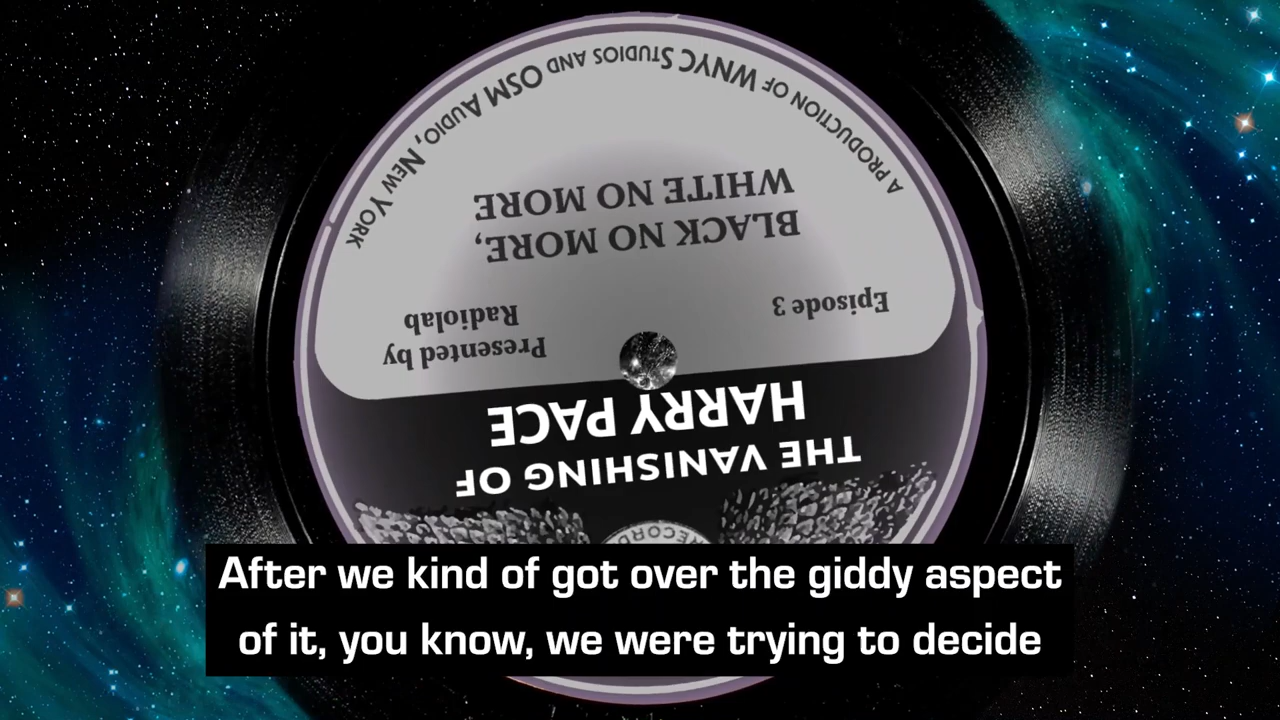 THE VANISHING OF
HARRY PACE
Presented by
Radiolab
Episode 3
BLACK NO MORE,
WHITE NO MORE
A PRODUCTION OF WNYC STUDIOS AND OSM AUDIO, NEW YORK
RECORD
After we kind of got over the giddy aspect
of it, you know, we were trying to decide